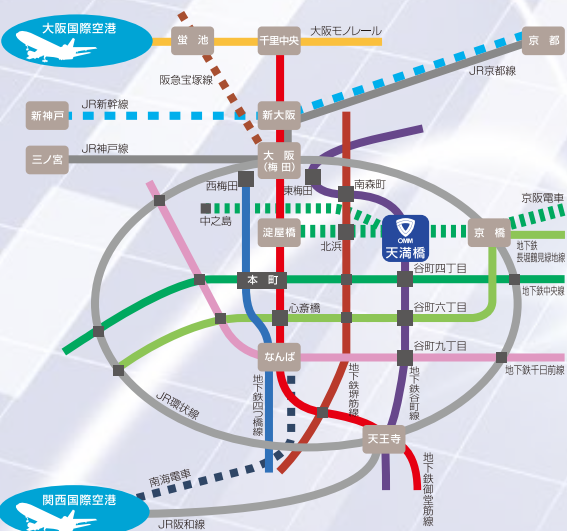 大阪国際空港
蛍 池
千里中央
大阪モノレール
京 都
阪急宝塚線
JR京都線
JR新幹線
新神戸
新大阪
JR神戸線
三ノ宮
大 阪
(梅田)
西梅田
東梅田
南森町
京阪電車
中之島
淀屋橋
北浜
OMM
天満橋
京 橋
地下鉄
長堀鶴見緑地線
谷町四丁目
本 町
地下鉄中央線
心斎橋
谷町六丁目
なんば
谷町九丁目
地下鉄千日前線
地下鉄四つ橋線
地下鉄堺筋線
地下鉄谷町線
JR環状線
天王寺
南海電車
地下鉄御堂筋線
関西国際空港
JR阪和線